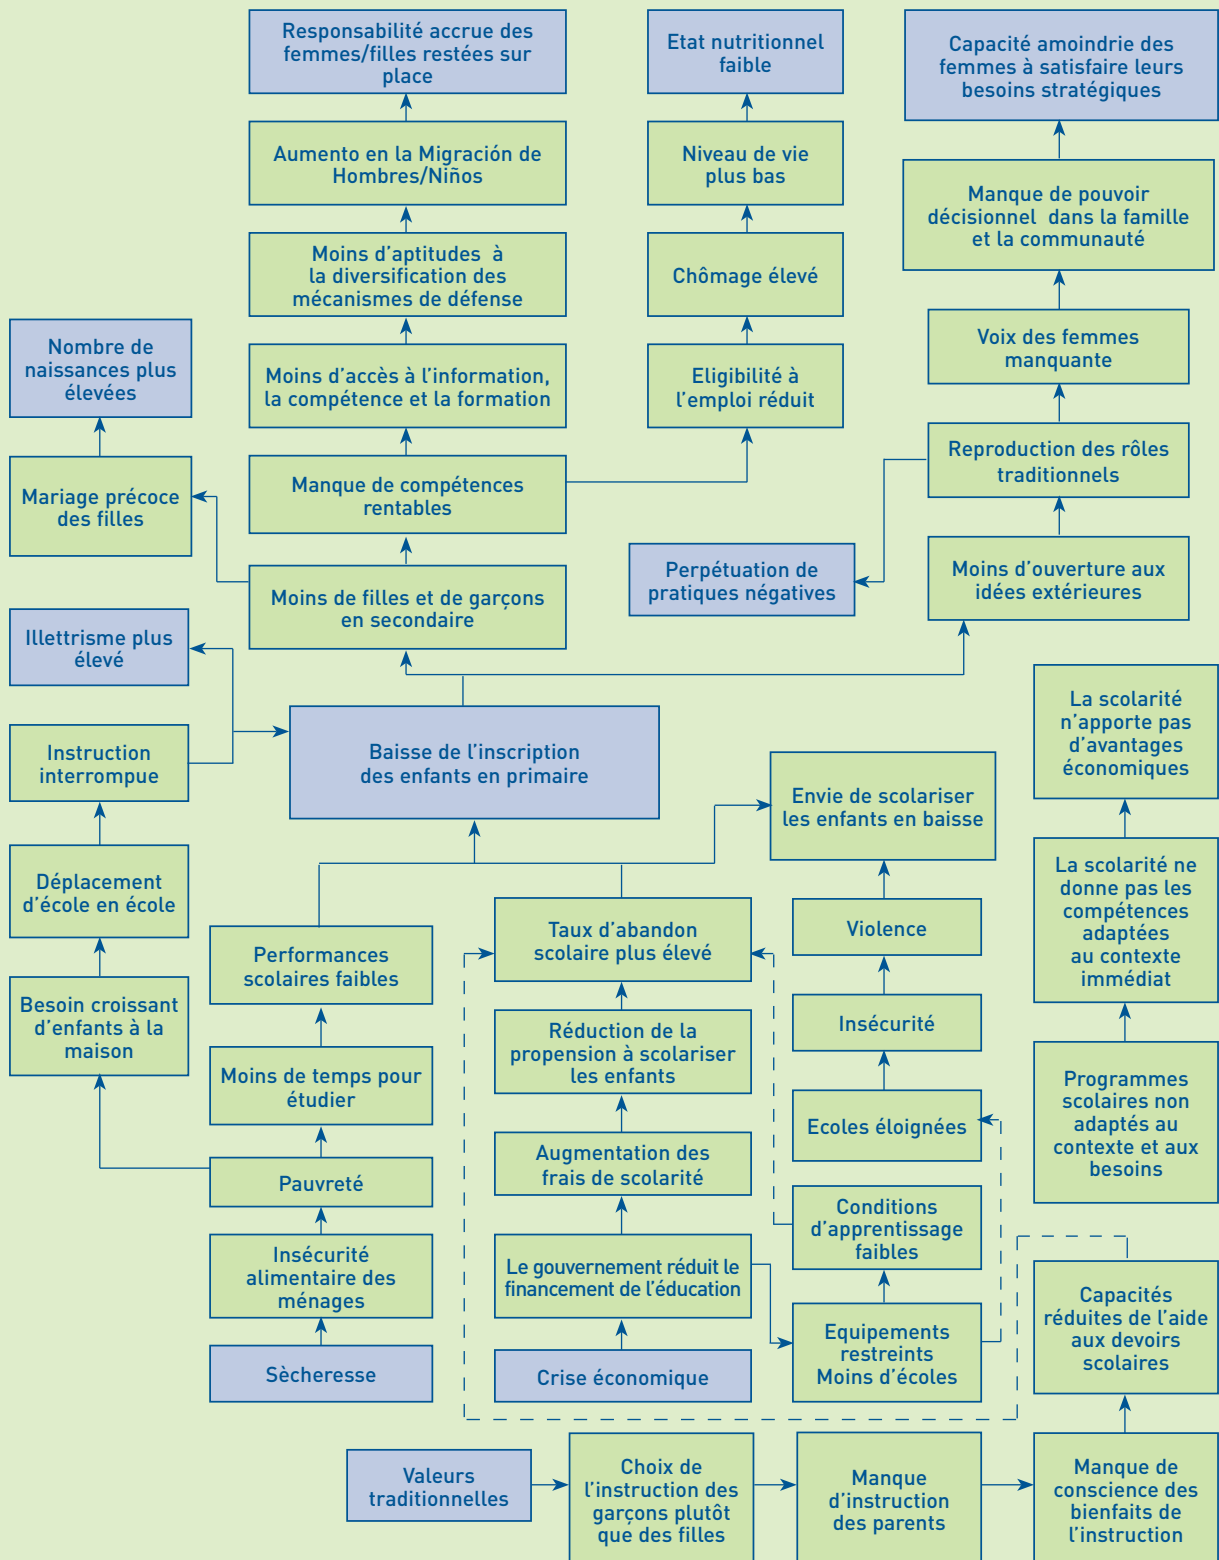 Responsabilité accrue des
femmes/filles restées sur
place
Etat nutritionnel
faible
Capacité amoindrie des
femmes à satisfaire leurs
besoins stratégiques
Aumento en la Migración de
Hombres/Niños
Niveau de vie
plus bas
Manque de pouvoir
décisionnel dans la famille
et la communauté
Moins d'aptitudes à
la diversification des
mécanismes de défense
Chômage élevé
Nombre de
naissances plus
élevées
Voix des femmes
manquante
Moins d'accès à l'information,
la compétence et la formation
Eligibilité à
l'emploi réduit
Reproduction des rôles
traditionnels
Mariage précoce
des filles
Manque de compétences
rentables
Perpétuation de
pratiques négatives
Moins d'ouverture aux
idées extérieures
Moins de filles et de garçons
en secondaire
Illettrisme plus
élevé
La scolarité
n'apporte pas
d'avantages
économiques
Instruction
interrompue
Baisse de l'inscription
des enfants en primaire
Envie de scolariser
les enfants en baisse
Déplacement
d'école en école
La scolarité ne
donne pas les
compétences
adaptées
au contexte
immédiat
Performances
scolaires faibles
Taux d'abandon
scolaire plus élevé
Violence
Besoin croissant
d'enfants à la
maison
Réduction de la
propension à scolariser
les enfants
Insécurité
Moins de temps pour
étudier
Programmes
scolaires non
adaptés au
contexte et aux
besoins
Ecoles éloignées
Augmentation des
frais de scolarité
Pauvreté
Conditions
d'apprentissage
faibles
Insécurité
alimentaire des
ménages
Le gouvernement réduit le
financement de l'éducation
Capacités
réduites de l'aide
aux devoirs
scolaires
Equipements
restreints
Moins d'écoles
Sècheresse
Crise économique
Valeurs
traditionnelles
Choix de
l'instruction des
garçons plutôt
que des filles
Manque
d'instruction
des parents
Manque de
conscience des
bienfaits de
l'instruction